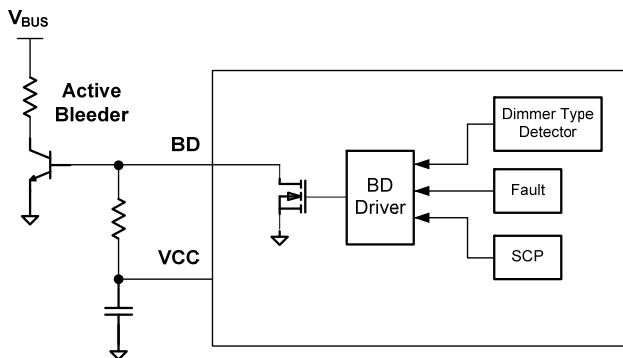 VBUS
Active
Bleeder
BD
VCC
BD
Driver
Dimmer Type
Detector
Fault
SCP